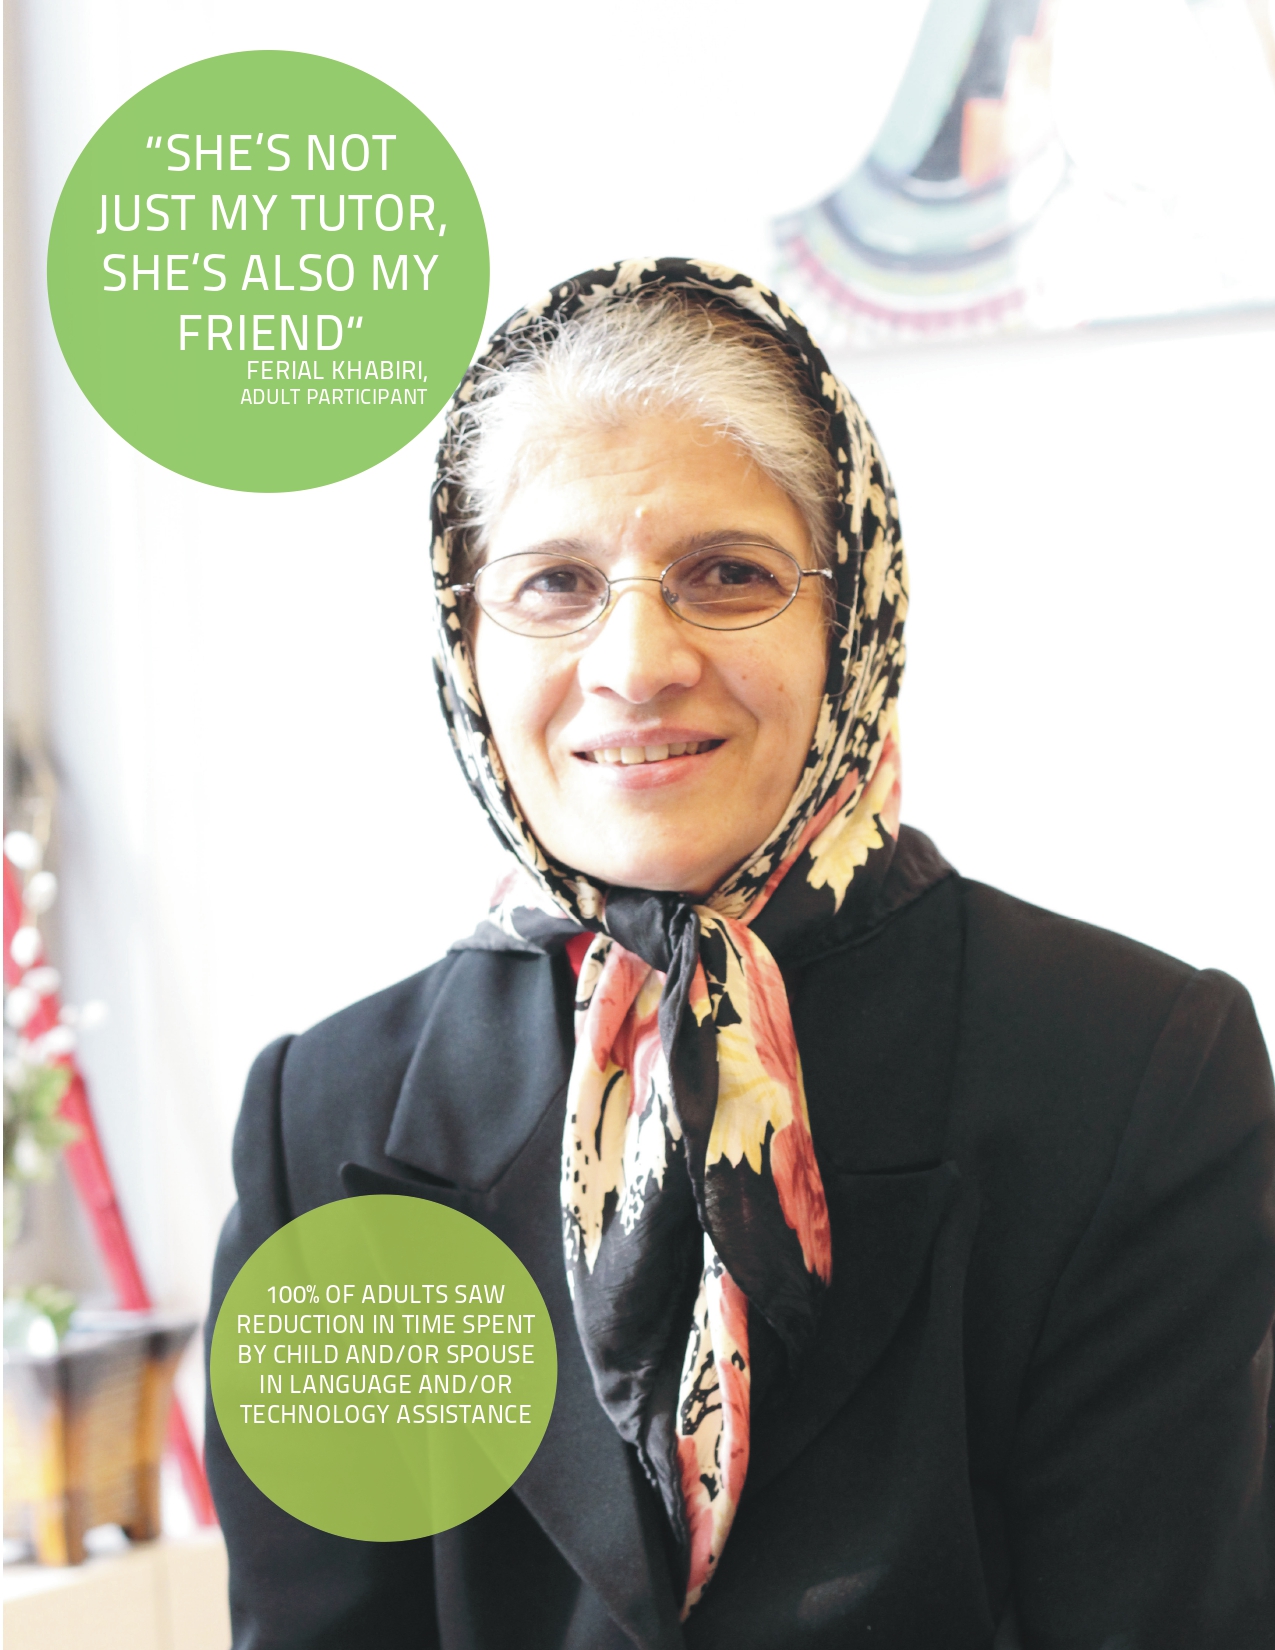 “SHE‘S NOT
JUST MY TUTOR,
SHE‘S ALSO MY
FRIEND“
FERIAL KHABIRI,
ADULT PARTICIPANT
100% OF ADULTS SAW
REDUCTION IN TIME SPENT
BY CHILD AND/OR SPOUSE
IN LANGUAGE AND/OR
TECHNOLOGY ASSISTANCE